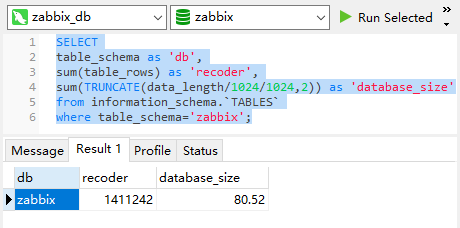 zabbix_db zabbix Run Selected
1 SELECT
2 table_schema as 'db',
3 sum(table_rows) as 'recoder',
4 sum(TRUNCATE(data_length/1024/1024,2)) as 'database_size'
5 from information_schema.`TABLES`
6 where table_schema='zabbix';
Message Result 1 Profile Status
db recoder database_size
zabbix 1411242 80.52